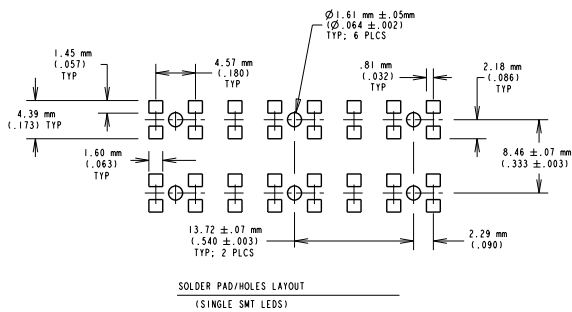 Ø1.61 mm ±.05mm
(Ø.064 ±.002)
TYP; 6 PLCS
1.45 mm
(.057)
TYP
4.57 mm
(.180)
TYP
.81 mm
(.032)
TYP
2.18 mm
(.086)
TYP
4.39 mm
(.173) TYP
1.60 mm
(.063)
TYP
8.46 ±.07 mm
(.333 ±.003)
13.72 ±.07 mm
(.540 ±.003)
TYP; 2 PLCS
2.29 mm
(.090)
SOLDER PAD/HOLES LAYOUT
(SINGLE SMT LEDS)